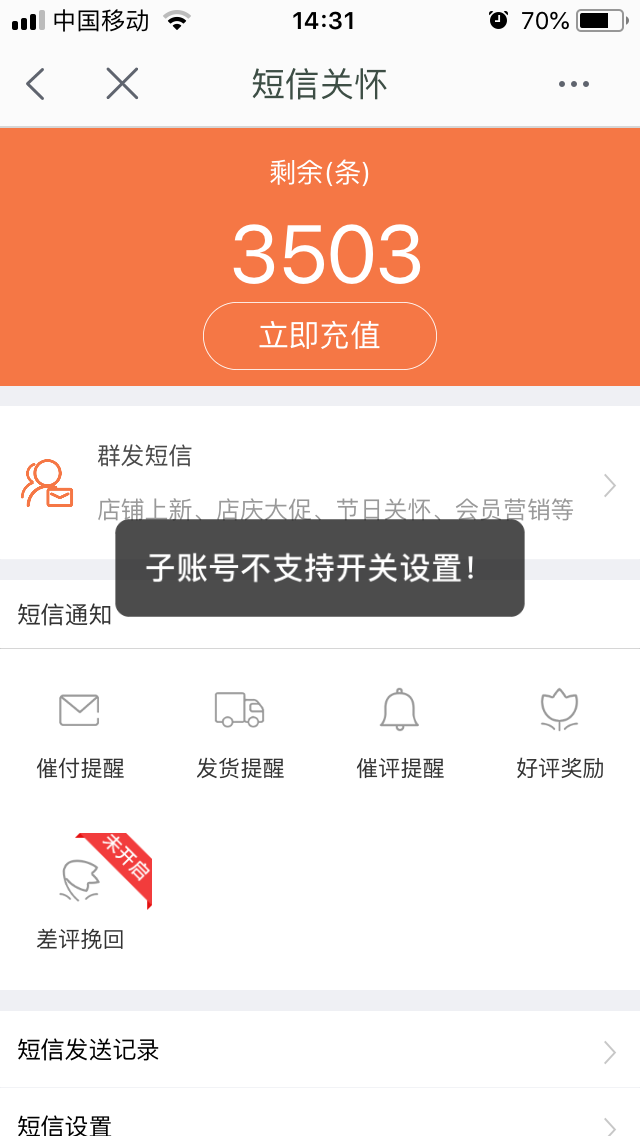 中国移动
14:31
70%
短信关怀
剩余(条)
3503
立即充值
群发短信
店铺上新、店庆大促、节日关怀、会员营销等
子账号不支持开关设置！
短信通知
催付提醒
发货提醒
催评提醒
好评奖励
未开启
差评挽回
短信发送记录
短信设置